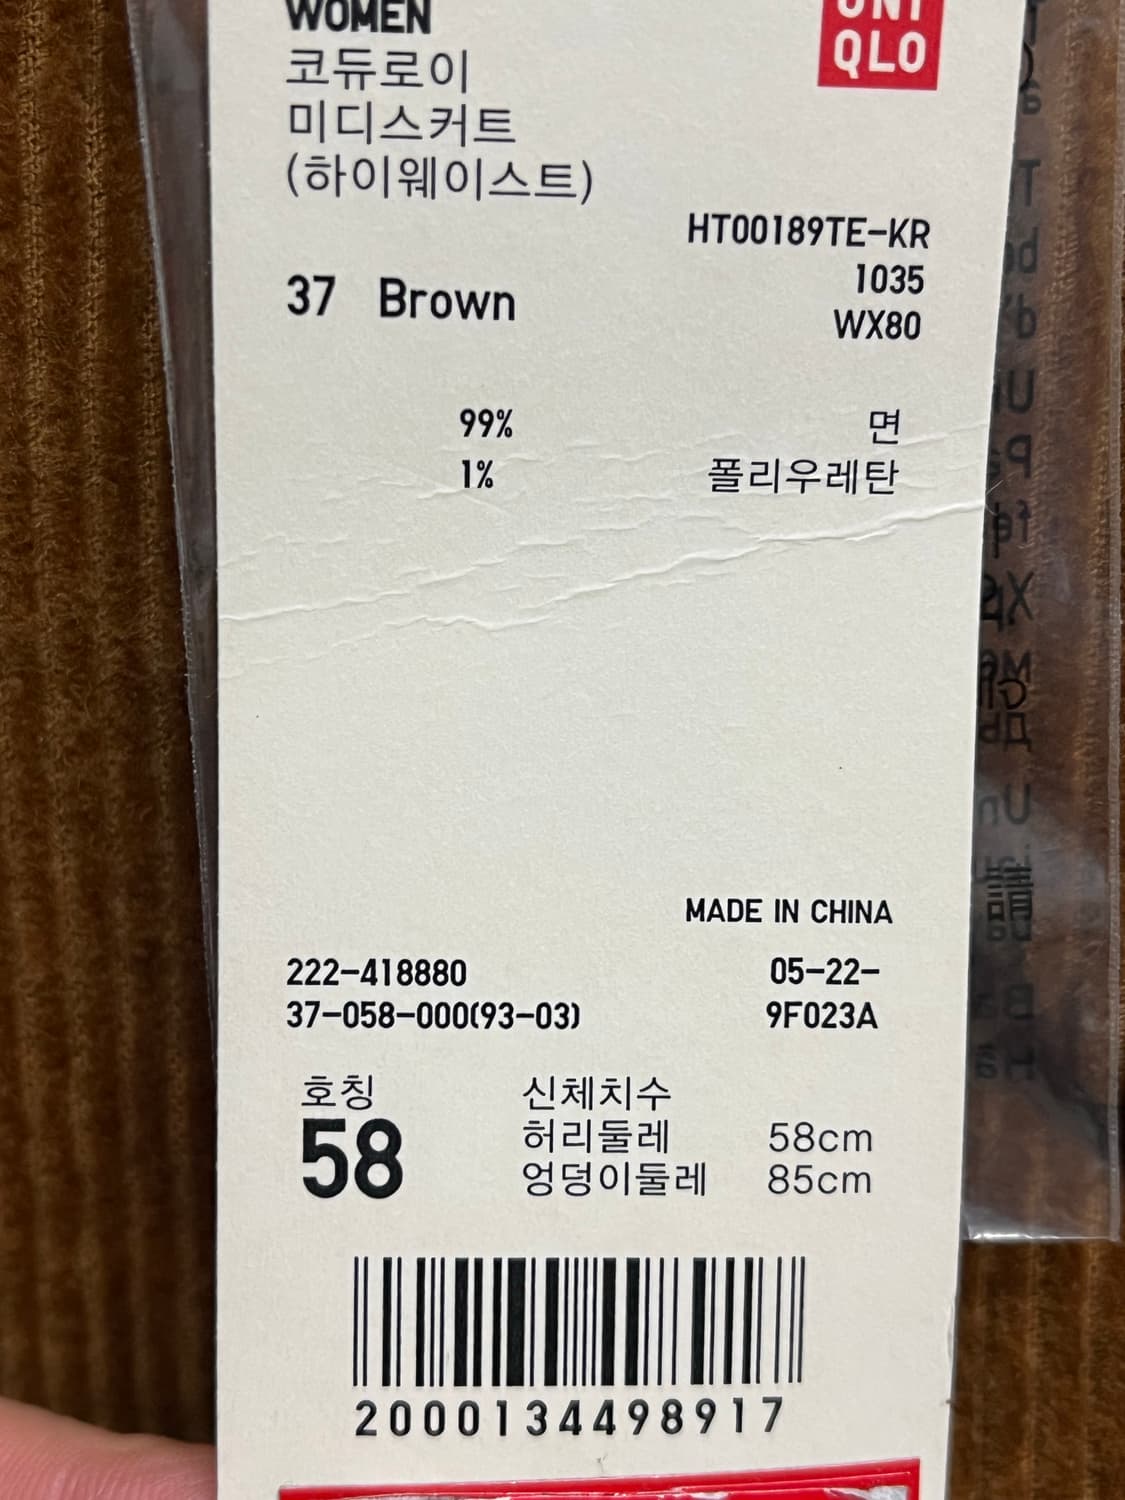 WOMEN
UNI
QLO
코듀로이
미디스커트
(하이웨이스트)
HT00189TE-KR
37 Brown
1035
WX80
99% 면
1% 폴리우레탄
MADE IN CHINA
222-418880 05-22-
37-058-000(93-03) 9F023A
호칭 신체치수
58 허리둘레 58cm
엉덩이둘레 85cm
2000134498917